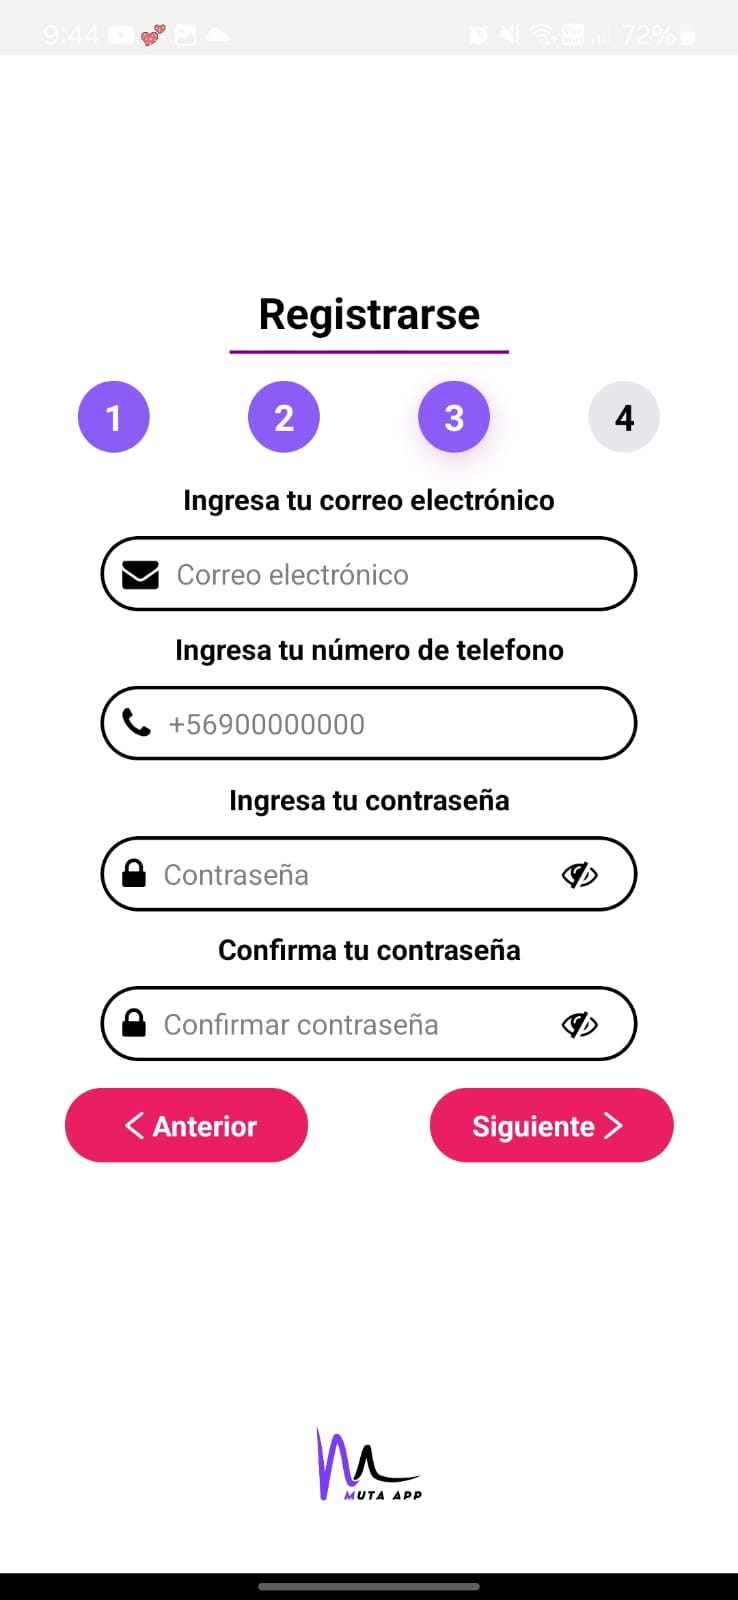 9:44
72%
Registrarse
1 2 3 4
Ingresa tu correo electrónico
Correo electrónico
Ingresa tu número de telefono
+56900000000
Ingresa tu contraseña
Contraseña
Confirma tu contraseña
Confirmar contraseña
Anterior
Siguiente
MUTA APP